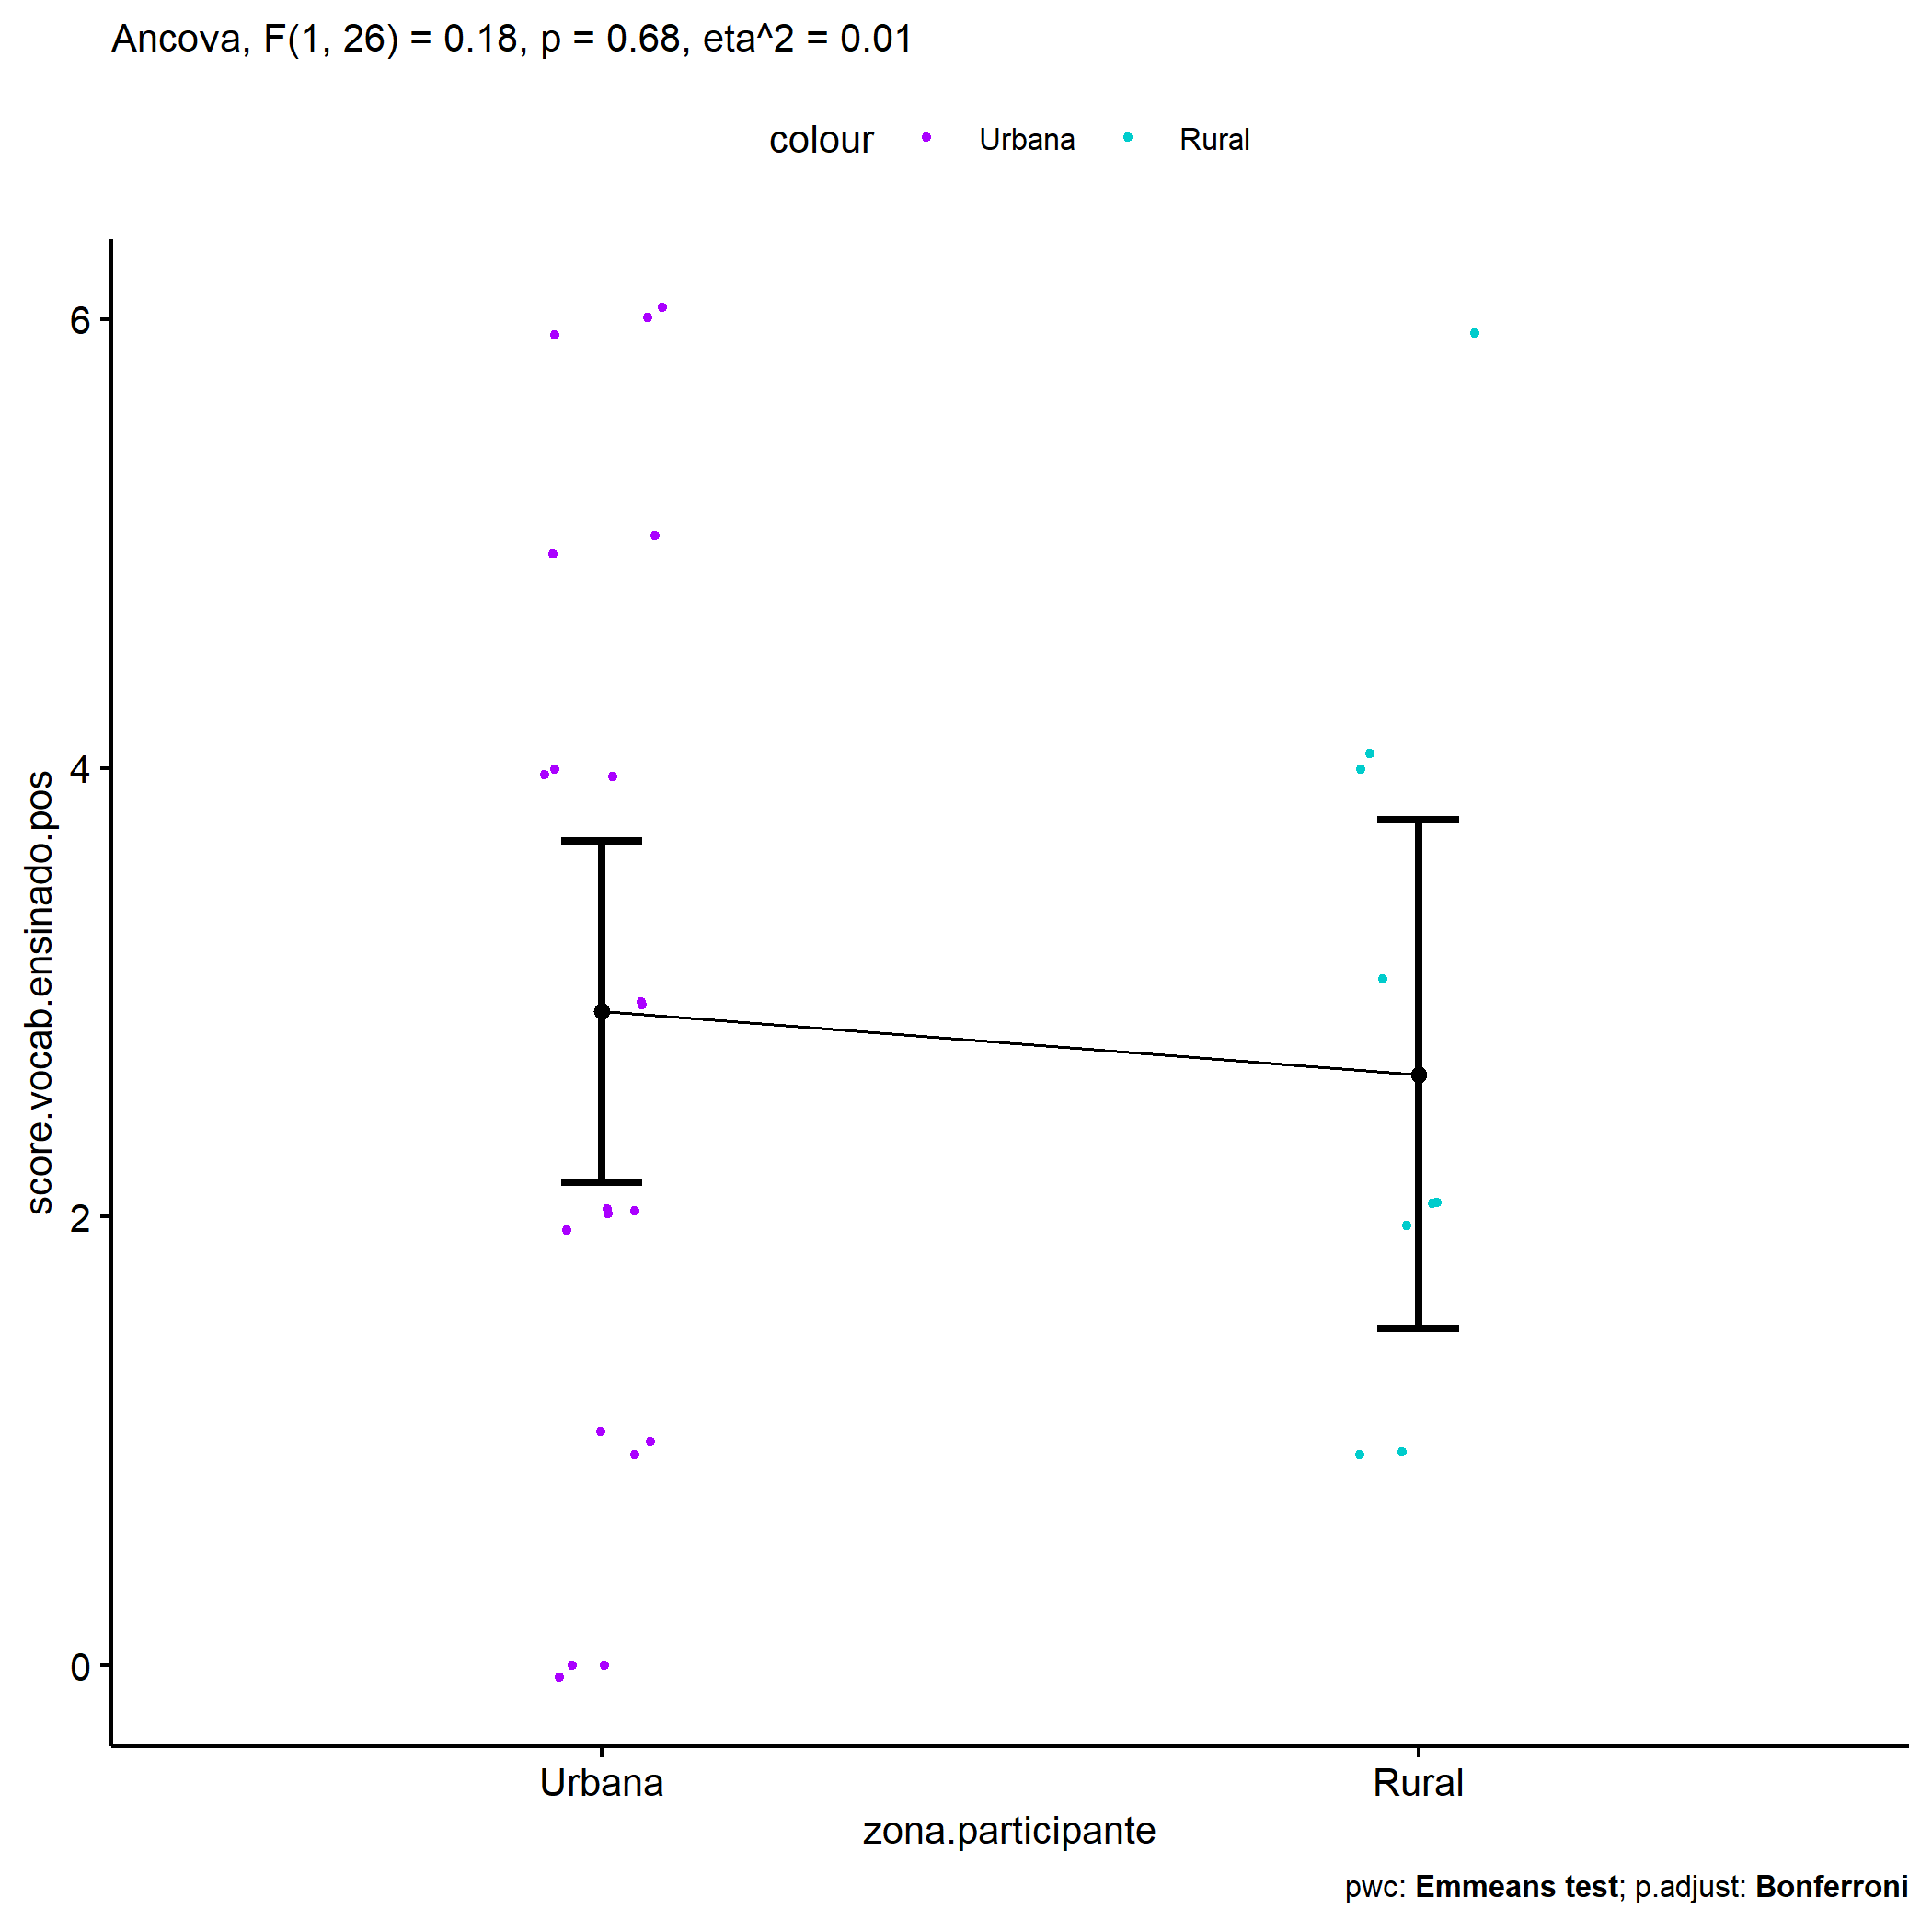 Ancova, F(1, 26) = 0.18, p = 0.68, eta^2 = 0.01
colour Urbana Rural
score.vocab.ensinado.pos
6
4
2
0
Urbana Rural
zona.participante
pwc: Emmeans test; p.adjust: Bonferroni